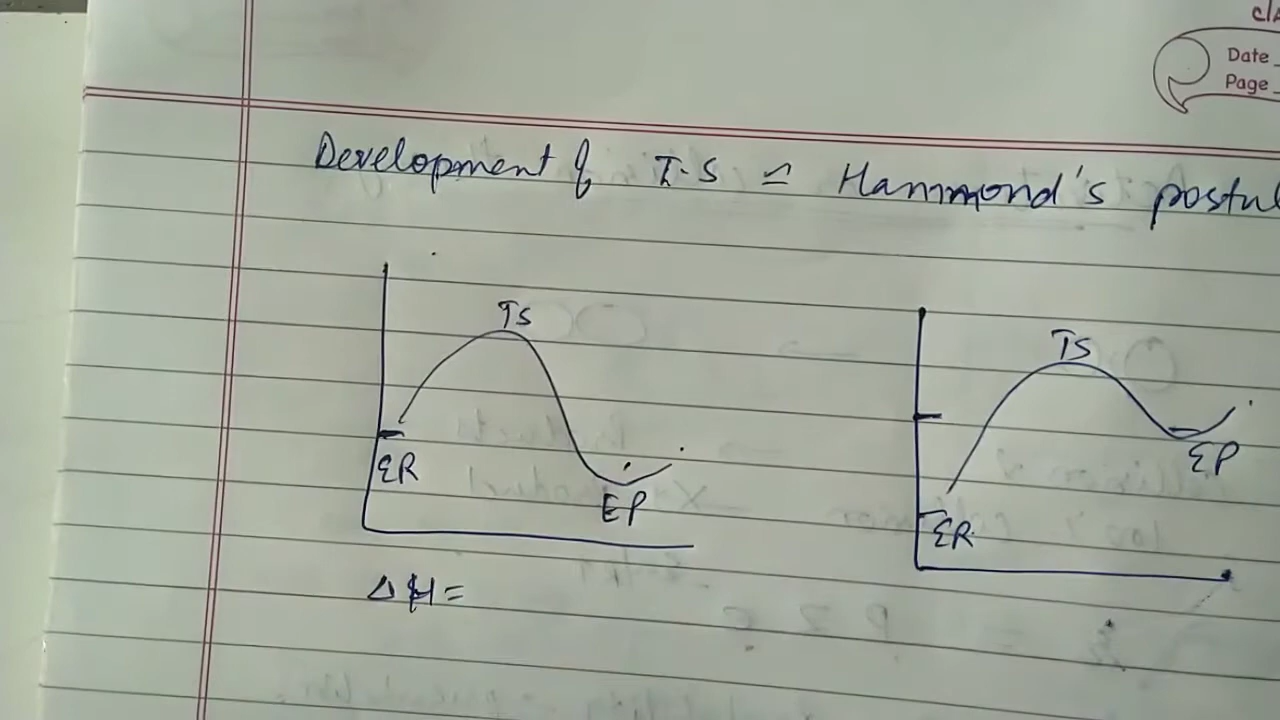 Date
Page
Development of T.S = Hammond's postul
TS
ER
EP
TS
EP
ER
ΔH =